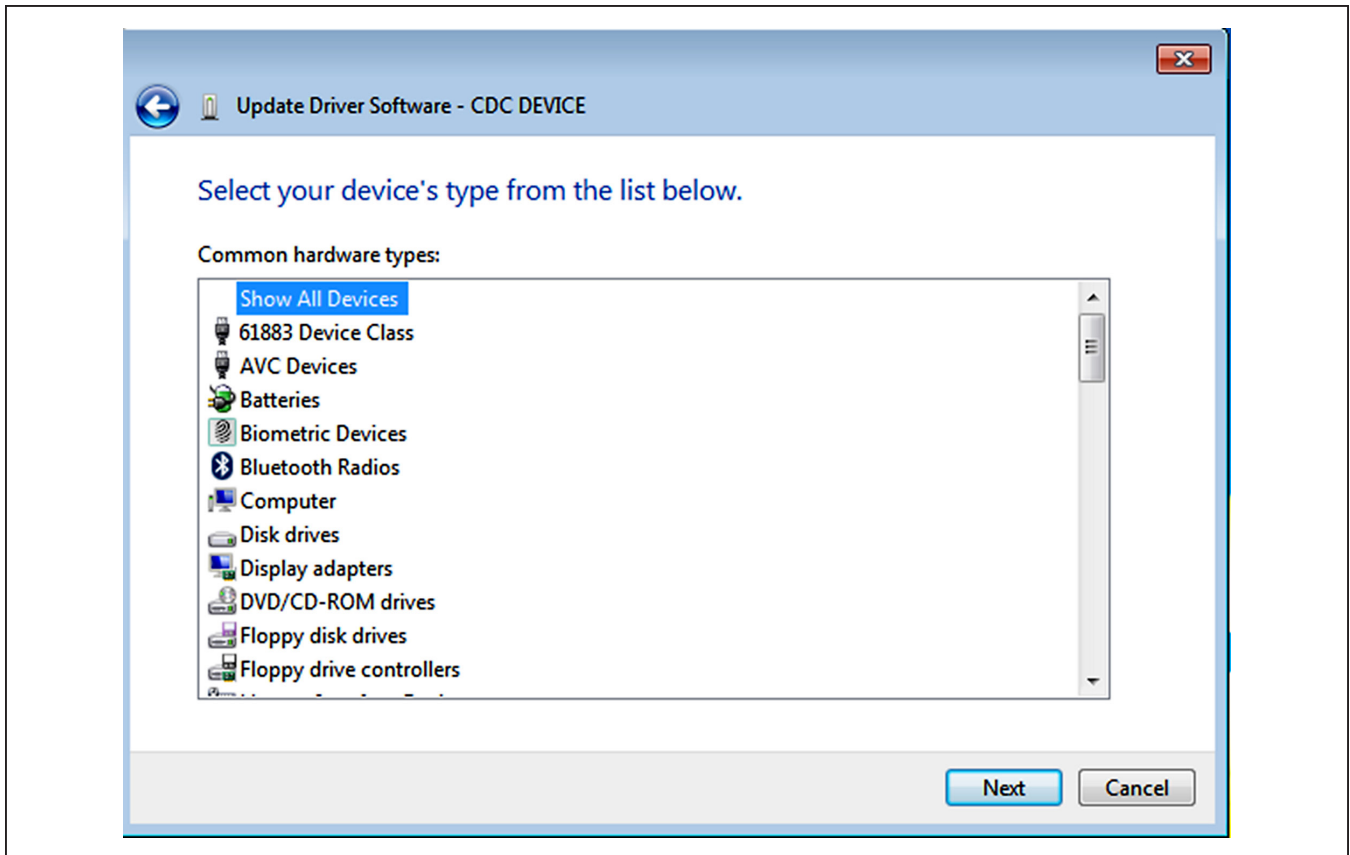 Update Driver Software - CDC DEVICE
Select your device's type from the list below.
Common hardware types:
Show All Devices
61883 Device Class
AVC Devices
Batteries
Biometric Devices
Bluetooth Radios
Computer
Disk drives
Display adapters
DVD/CD-ROM drives
Floppy disk drives
Floppy drive controllers
Next
Cancel